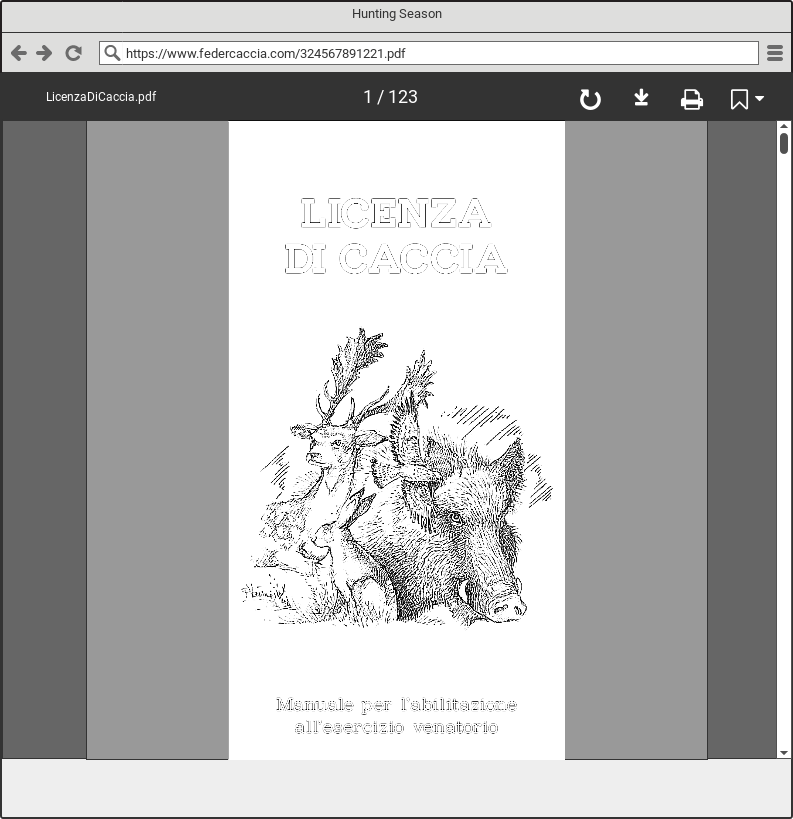 Hunting Season
https://www.federcaccia.com/324567891221.pdf
LicenzaDiCaccia.pdf
1 / 123
LICENZA
DI CACCIA
Manuale per l'abilitazione
all'esercizio venatorio